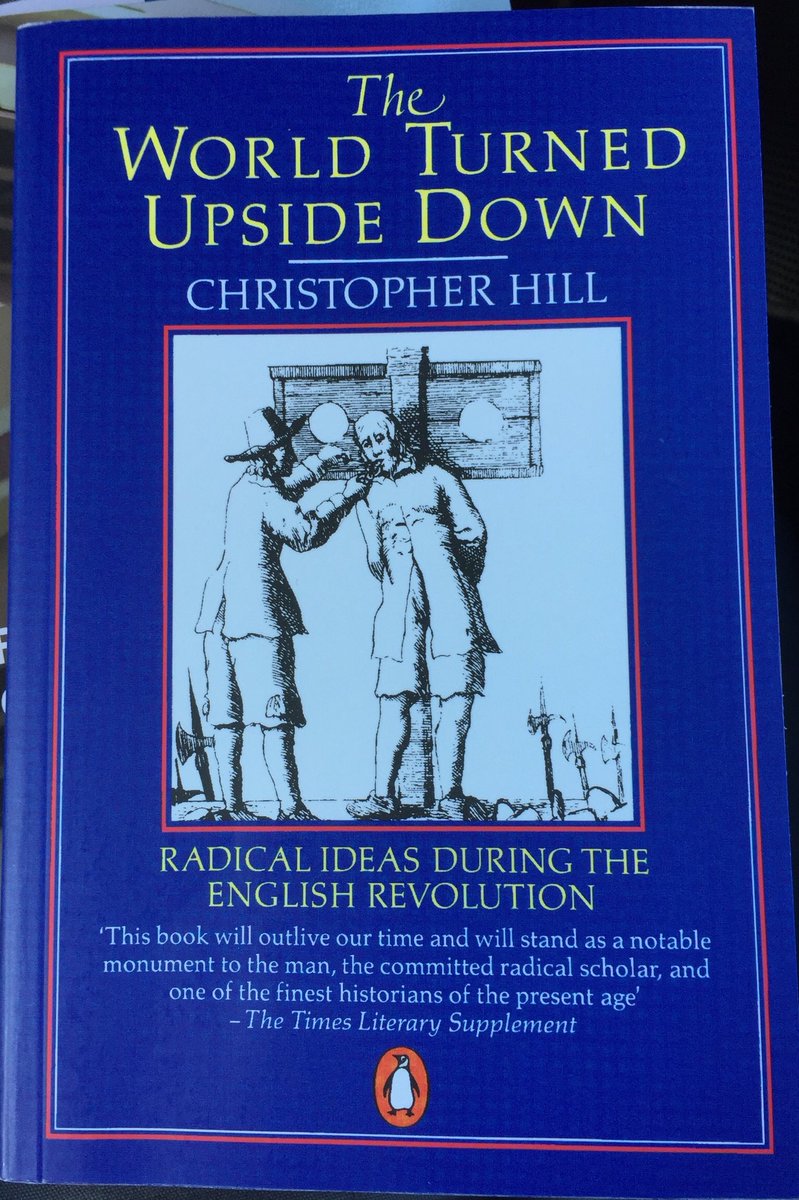 The
WORLD TURNED
UPSIDE DOWN
CHRISTOPHER HILL
RADICAL IDEAS DURING THE
ENGLISH REVOLUTION
‘This book will outlive our time and will stand as a notable
monument to the man, the committed radical scholar, and
one of the finest historians of the present age’
– The Times Literary Supplement